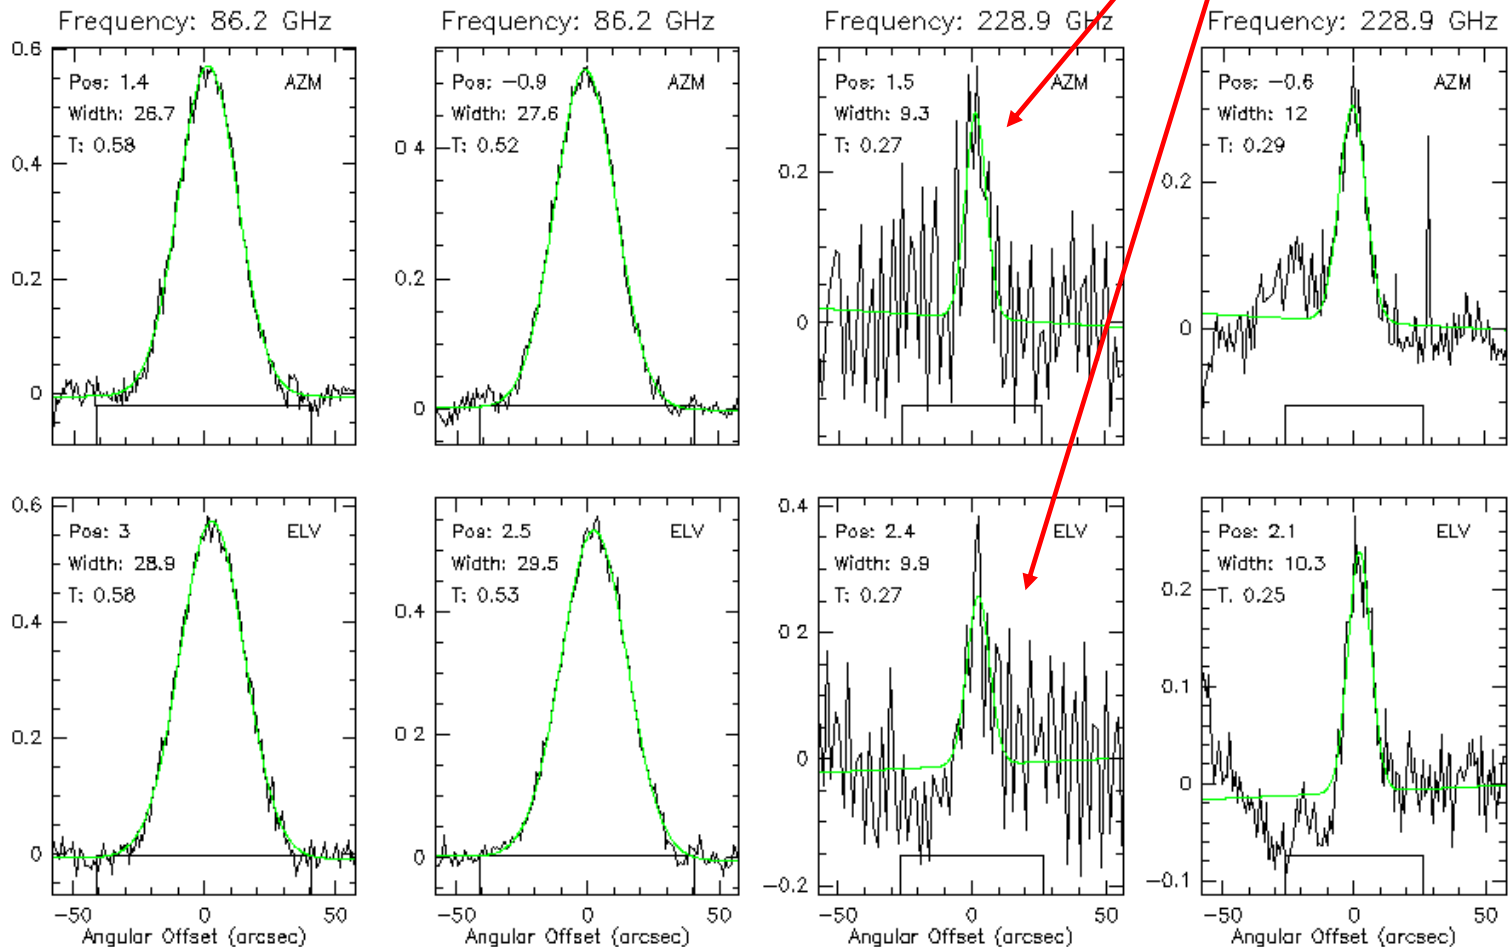 Frequency: 86.2 GHz
Frequency: 86.2 GHz
Frequency: 228.9 GHz
Frequency: 228.9 GHz
0.6
0.4
0.2
0
Pos: 1.4
AZM
Width: 26.7
T: 0.58
0 4
0.2
0
Pos: −0.9
AZM
Width: 27.6
T: 0.52
0.2
0
Pos: 1.5
AZM
Width: 9.3
T: 0.27
0.2
0
Pos: −0.6
AZM
Width: 12
T: 0.29
0.6
0.4
0.2
0
Pos: 3
ELV
Width: 28.9
T: 0.58
0.4
0.2
0
Pos: 2.5
ELV
Width: 29.5
T: 0.53
0.4
0.2
0
−0.2
Pos: 2.4
ELV
Width: 9.9
T: 0.27
0.2
0.1
0
−0.1
Pos: 2.1
ELV
Width: 10.3
T. 0.25
−50 0 50
−50 0 50
−50 0 50
−50 0 50
Angular Offset (arcsec)
Angular Offset (arcsec)
Angular Offset (arcsec)
Angular Offset (arcsec)